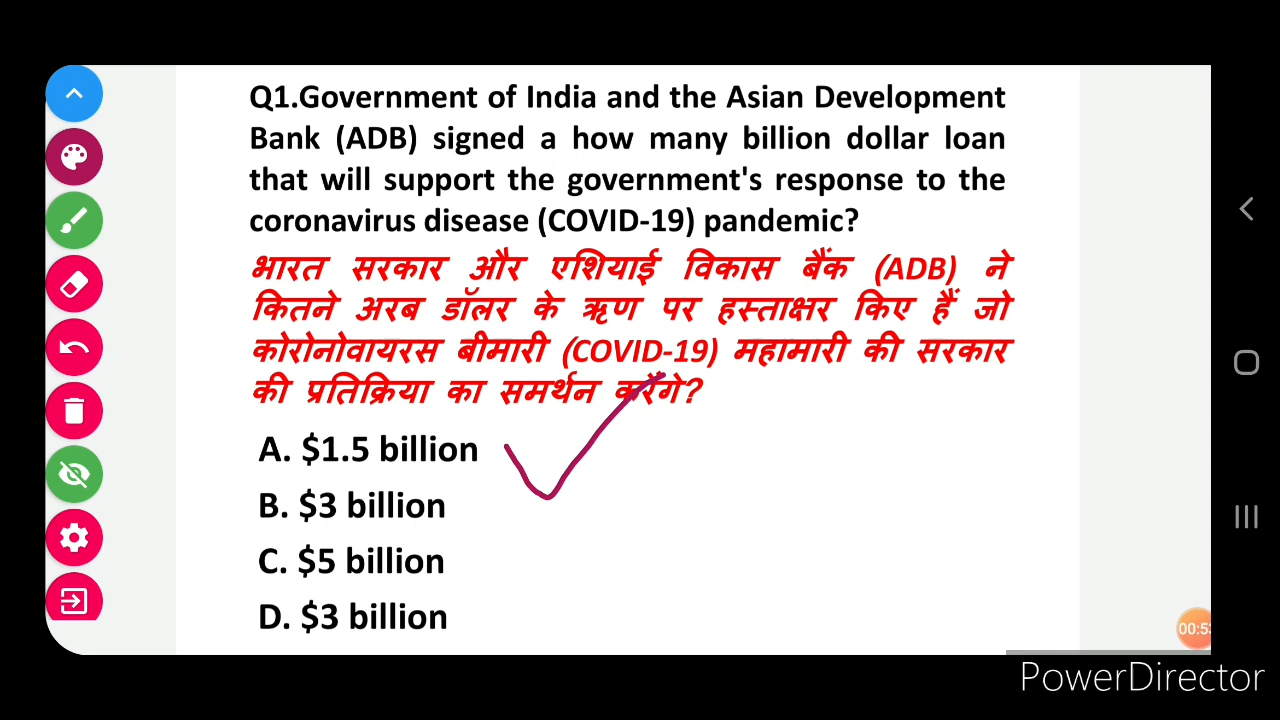 Q1.Government of India and the Asian Development
Bank (ADB) signed a how many billion dollar loan
that will support the government's response to the
coronavirus disease (COVID-19) pandemic?
भारत सरकार और एशियाई विकास बैंक (ADB) ने
कितने अरब डॉलर के ऋण पर हस्ताक्षर किए हैं जो
कोरोनोवायरस बीमारी (COVID-19) महामारी की सरकार
की प्रतिक्रिया का समर्थन करेंगे?
A. $1.5 billion
B. $3 billion
C. $5 billion
D. $3 billion
00:53
PowerDirector